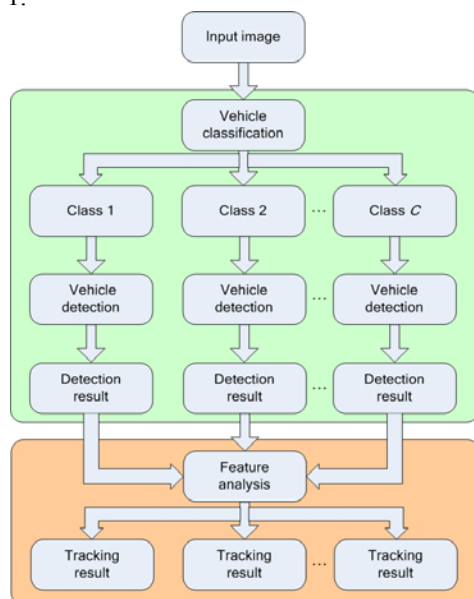 1.
Input image
Vehicle
classification
Class 1
Class 2
...
Class C
Vehicle
detection
Vehicle
detection
...
Vehicle
detection
Detection
result
Detection
result
...
Detection
result
Feature
analysis
Tracking
result
Tracking
result
...
Tracking
result